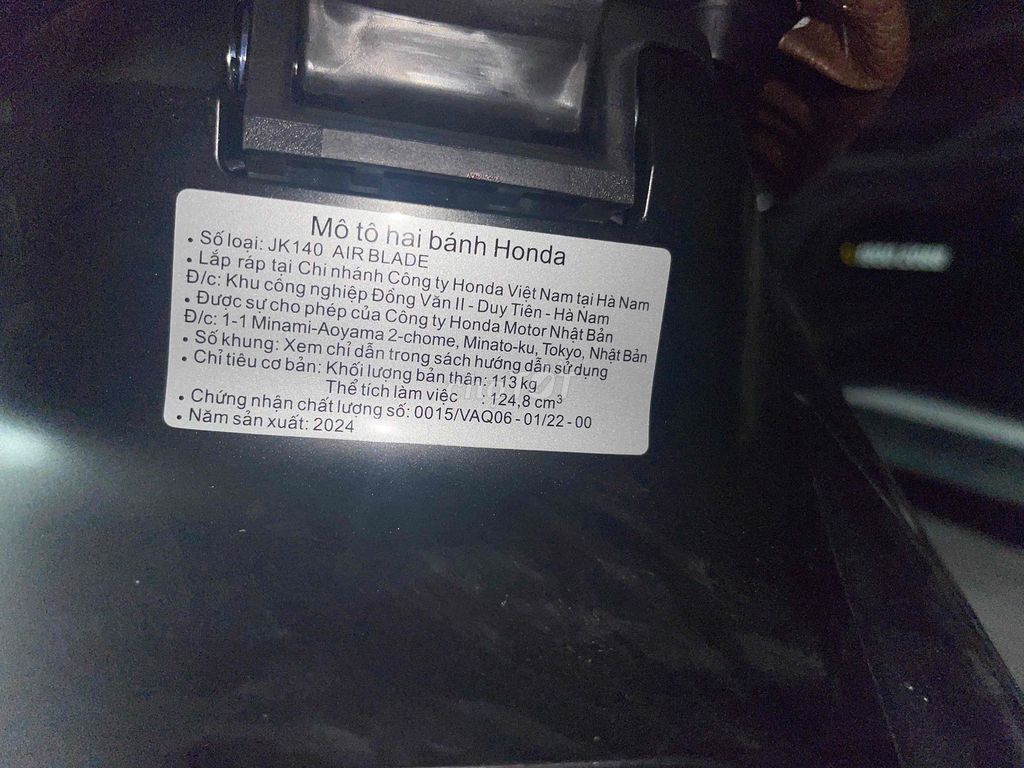 Mô tô hai bánh Honda
• Số loại: JK140 AIR BLADE
• Lắp ráp tại Chi nhánh Công ty Honda Việt Nam tại Hà Nam
Đ/c: Khu công nghiệp Đồng Văn II - Duy Tiên - Hà Nam
• Được sự cho phép của Công ty Honda Motor Nhật Bản
Đ/c: 1-1 Minami-Aoyama 2-chome, Minato-ku, Tokyo, Nhật Bản
• Số khung: Xem chỉ dẫn trong sách hướng dẫn sử dụng
• Chỉ tiêu cơ bản: Khối lượng bản thân: 113 kg
Thể tích làm việc : 124,8 cm³
• Chứng nhận chất lượng số: 0015/VAQ06 - 01/22 - 00
• Năm sản xuất: 2024